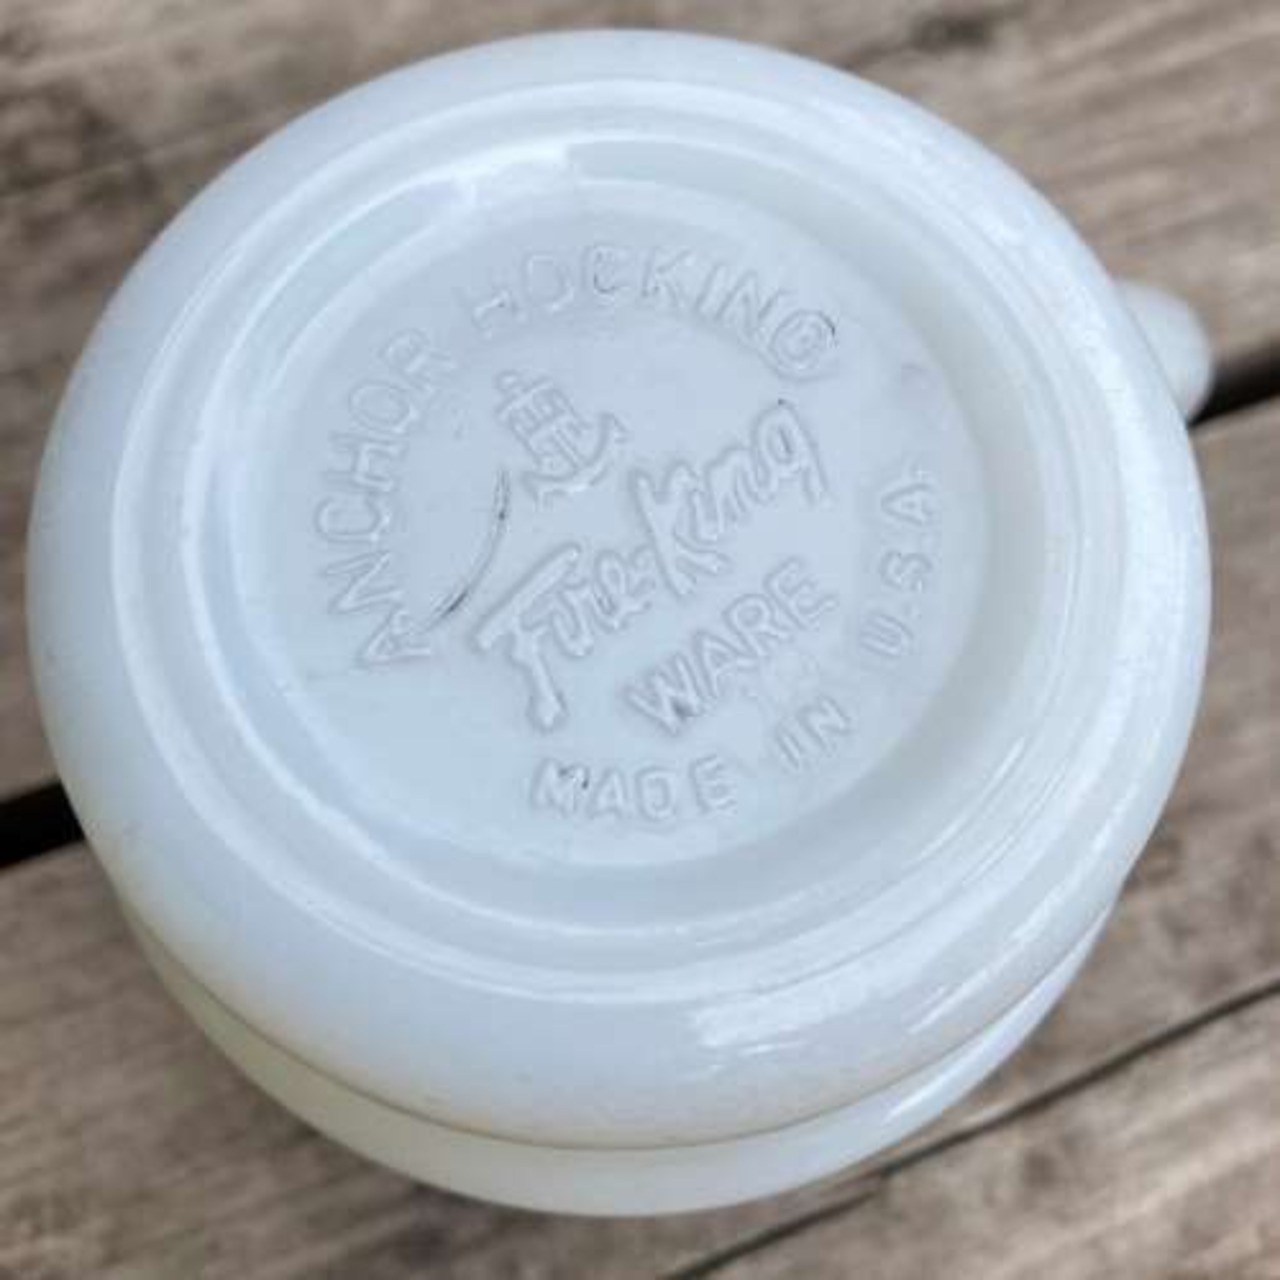 ANCHOR HOCKING
Fire-King
WARE
MADE IN U.S.A